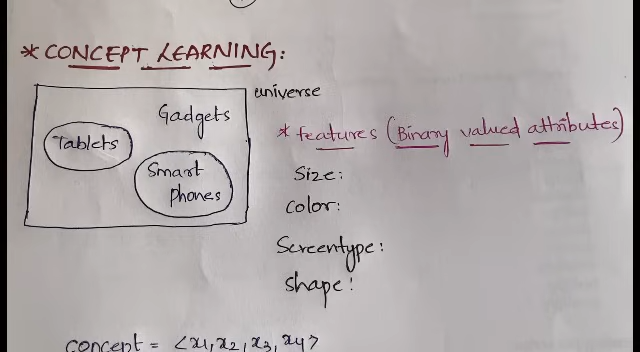 * CONCEPT LEARNING:
universe
Gadgets
Tablets
Smart
Phones
* features (Binary valued attributes)
Size:
color:
Screentype:
shape:
concept = <x1, x2, x3, x4>